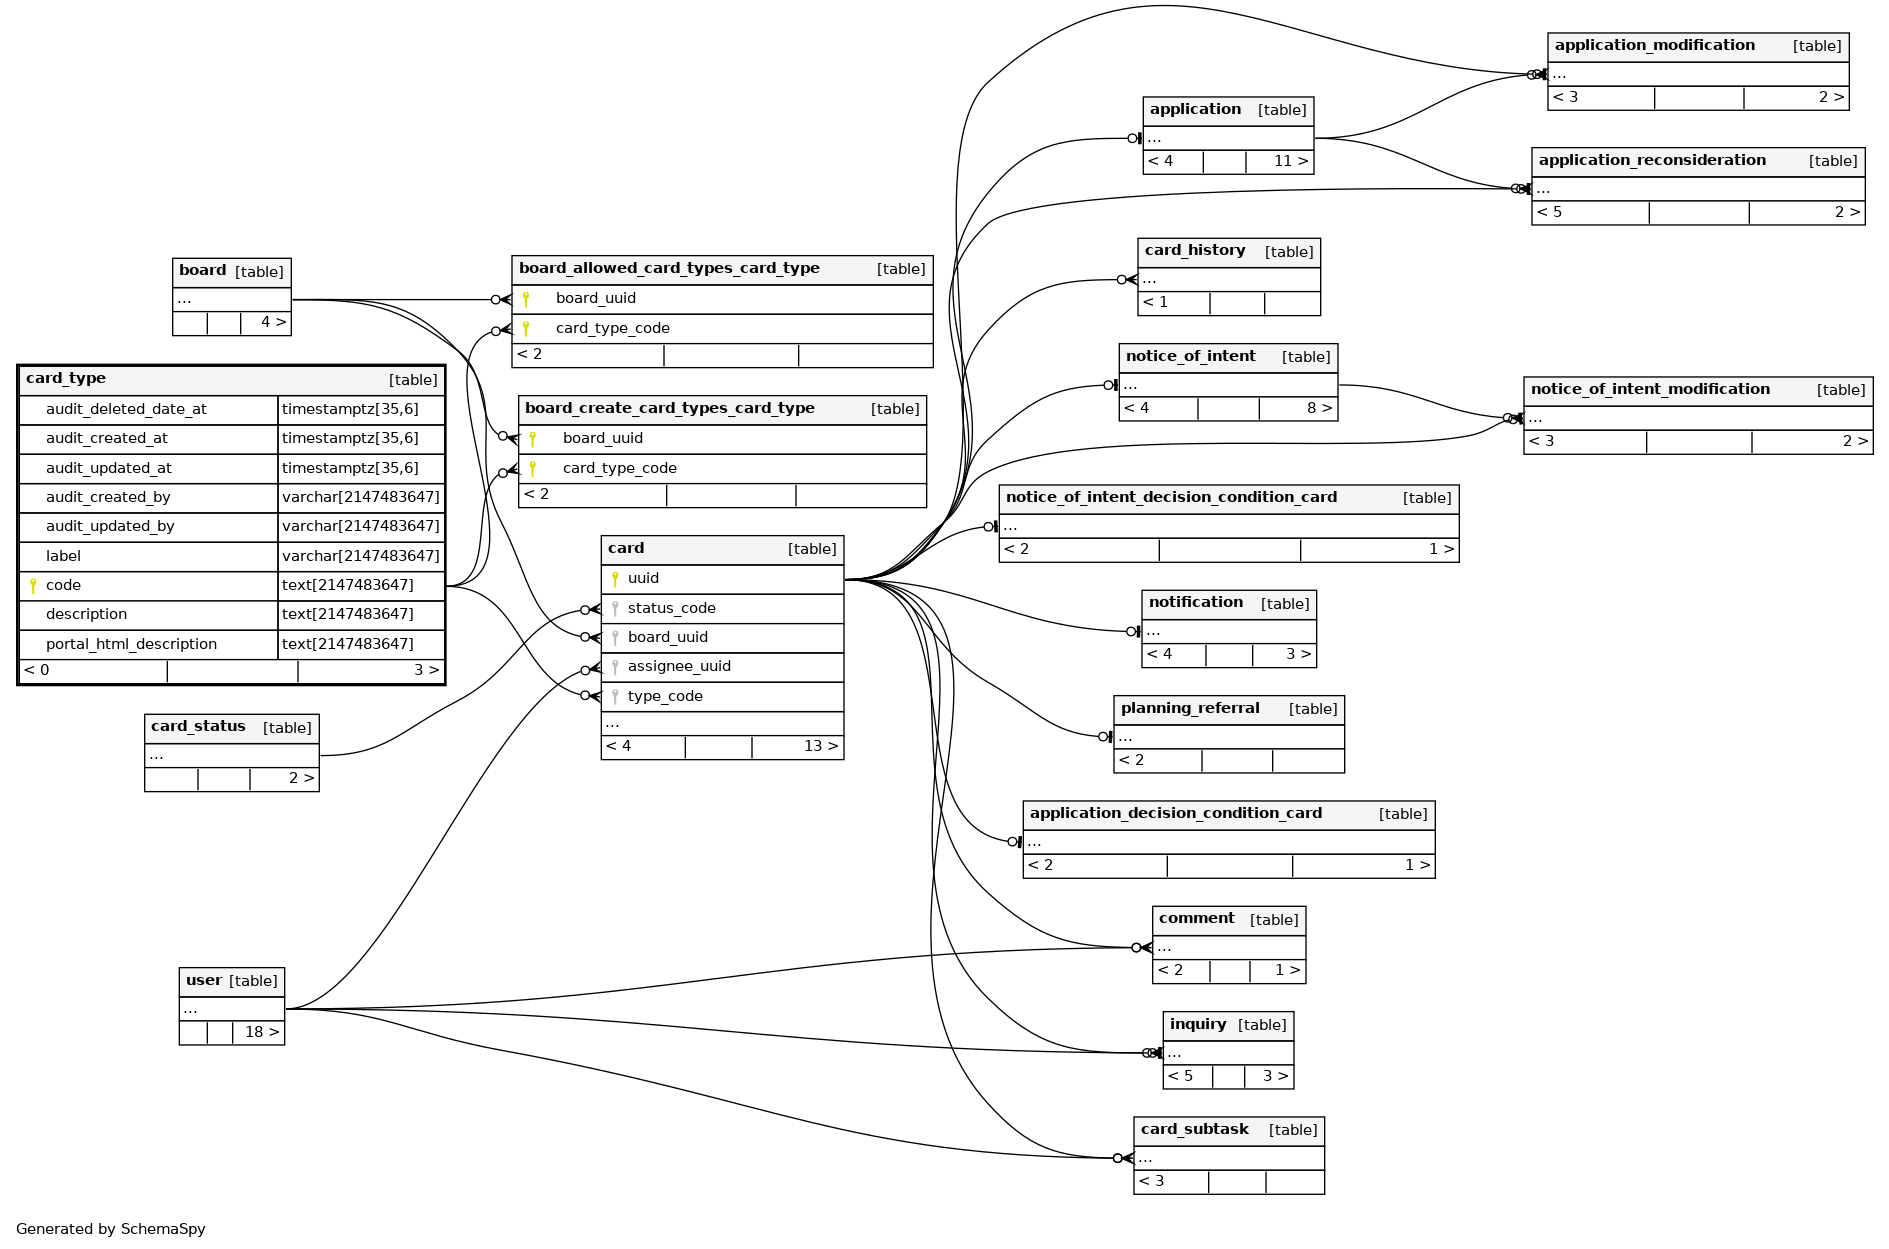 application_modification [table]
...
< 3 2 >
application [table]
...
< 4 11 >
application_reconsideration [table]
...
< 5 2 >
card_history [table]
...
< 1
board [table]
...
4 >
board_allowed_card_types_card_type [table]
board_uuid
card_type_code
< 2
notice_of_intent [table]
...
< 4 8 >
notice_of_intent_modification [table]
...
< 3 2 >
card_type [table]
audit_deleted_date_at timestamptz[35,6]
audit_created_at timestamptz[35,6]
audit_updated_at timestamptz[35,6]
audit_created_by varchar[2147483647]
audit_updated_by varchar[2147483647]
label varchar[2147483647]
code text[2147483647]
description text[2147483647]
portal_html_description text[2147483647]
< 0 3 >
board_create_card_types_card_type [table]
board_uuid
card_type_code
< 2
notice_of_intent_decision_condition_card [table]
...
< 2 1 >
card [table]
uuid
status_code
board_uuid
assignee_uuid
type_code
...
< 4 13 >
notification [table]
...
< 4 3 >
planning_referral [table]
...
< 2
card_status [table]
...
2 >
application_decision_condition_card [table]
...
< 2 1 >
comment [table]
...
< 2 1 >
user [table]
...
18 >
inquiry [table]
...
< 5 3 >
card_subtask [table]
...
< 3
Generated by SchemaSpy